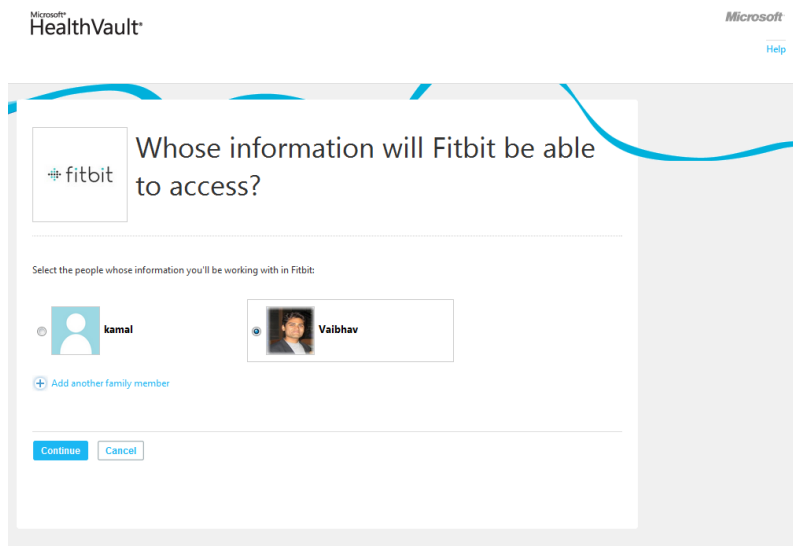 Microsoft®
HealthVault®
Microsoft
Help
fitbit
Whose information will Fitbit be able
to access?
Select the people whose information you'll be working with in Fitbit:
kamal
Vaibhav
Add another family member
Continue
Cancel